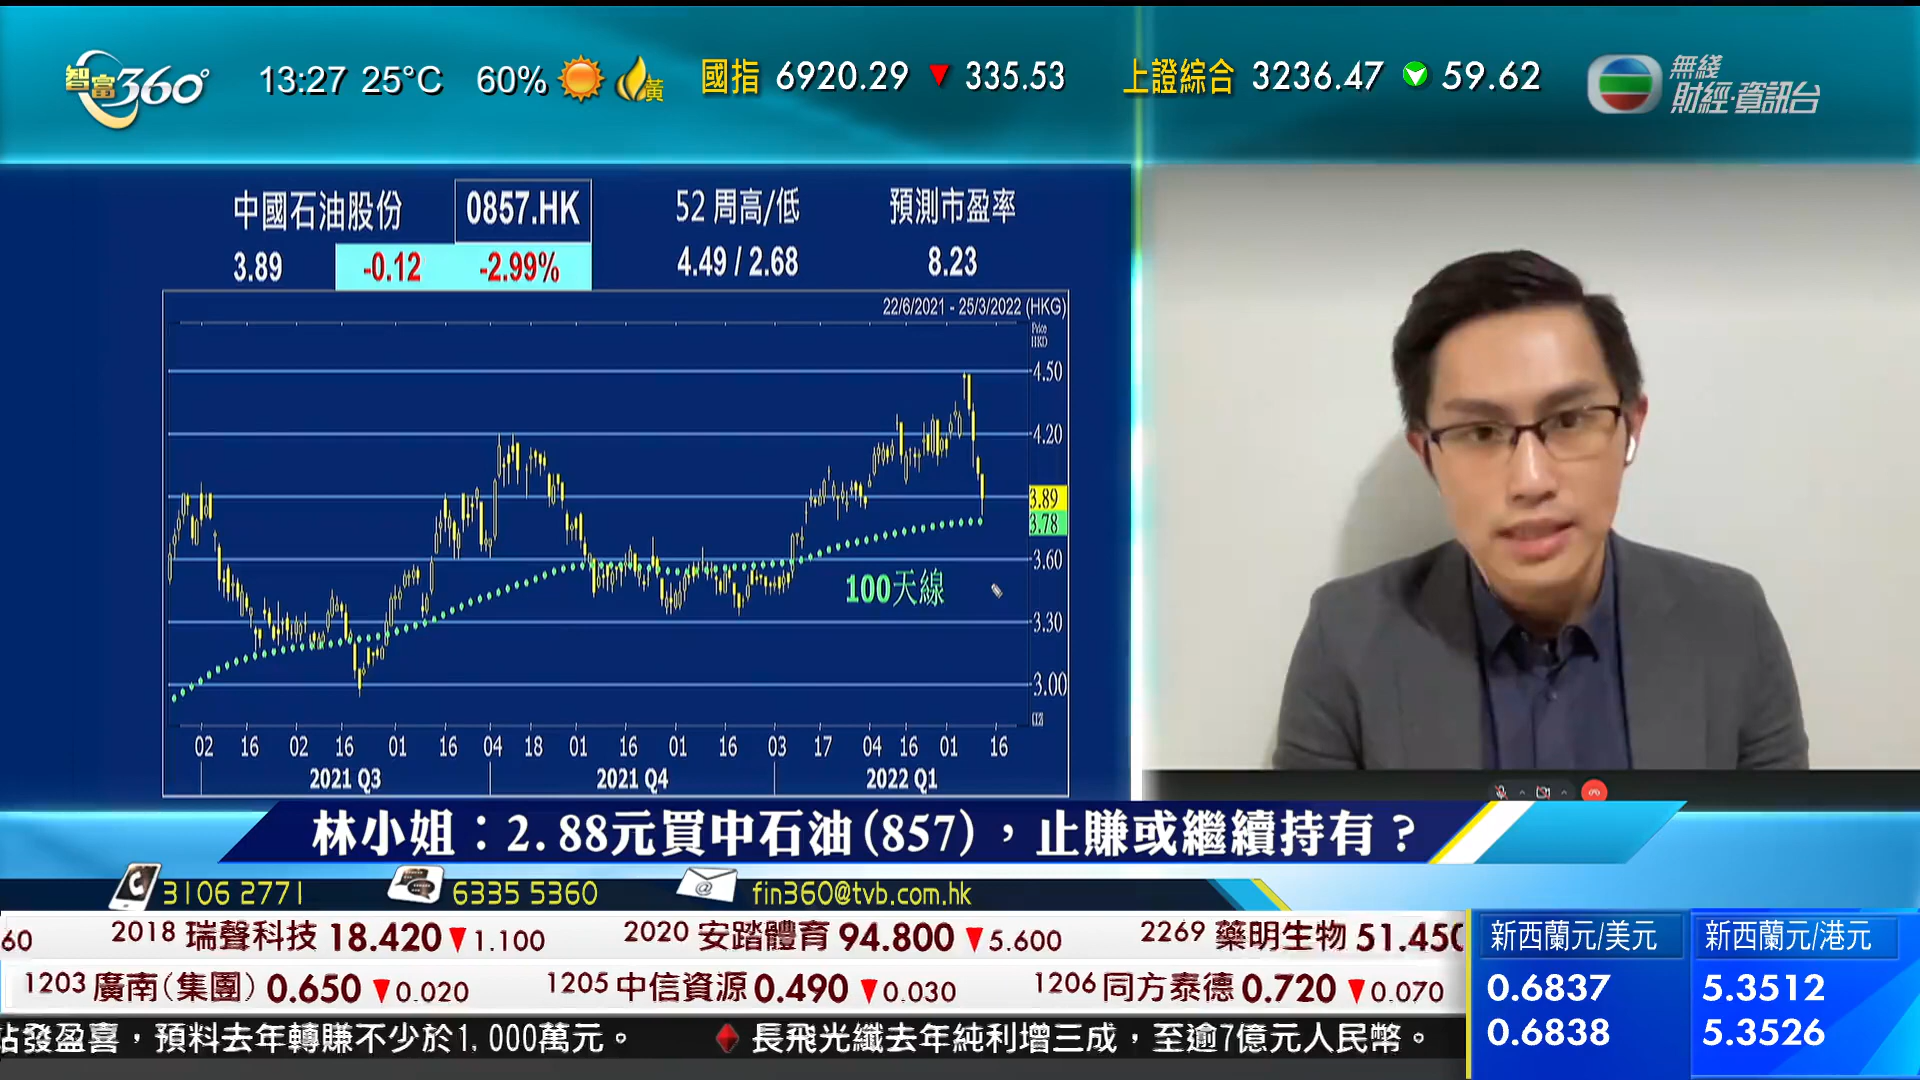 智富360°
13:27 25°C 60% 黃 國指 6920.29 ▼ 335.53 上證綜合 3236.47 59.62
無綫
財經·資訊台
中國石油股份 0857.HK 52周高/低 預測市盈率
3.89 -0.12 -2.99% 4.49 / 2.68 8.23
22/6/2021 - 25/3/2022 (HKG)
Price
HKD
4.50
4.20
3.89
3.78
3.60
100天線
3.30
3.00
02 16 02 16 01 16 04 18 01 16 01 16 03 17 04 16 01 16
2021 Q3 2021 Q4 2022 Q1
林小姐：2.88元買中石油(857)，止賺或繼續持有？
3106 2771 6335 5360 fin360@tvb.com.hk
60 2018 瑞聲科技 18.420 ▼ 1.100 2020 安踏體育 94.800 ▼ 5.600 2269 藥明生物 51.450
1203 廣南(集團) 0.650 ▼ 0.020 1205 中信資源 0.490 ▼ 0.030 1206 同方泰德 0.720 ▼ 0.070
站發盈喜，預料去年轉賺不少於1,000萬元。 長飛光纖去年純利增三成，至逾7億元人民幣。
新西蘭元/美元
0.6837
0.6838
新西蘭元/港元
5.3512
5.3526